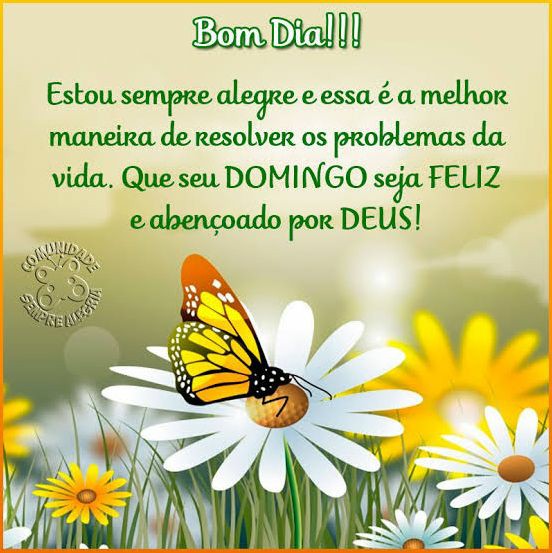 Bom Dia!!!
Estou sempre alegre e essa é a melhor
maneira de resolver os problemas da
vida. Que seu DOMINGO seja FELIZ
e abençoado por DEUS!
COMUNIDADE
SEMPRE ALEGRIA